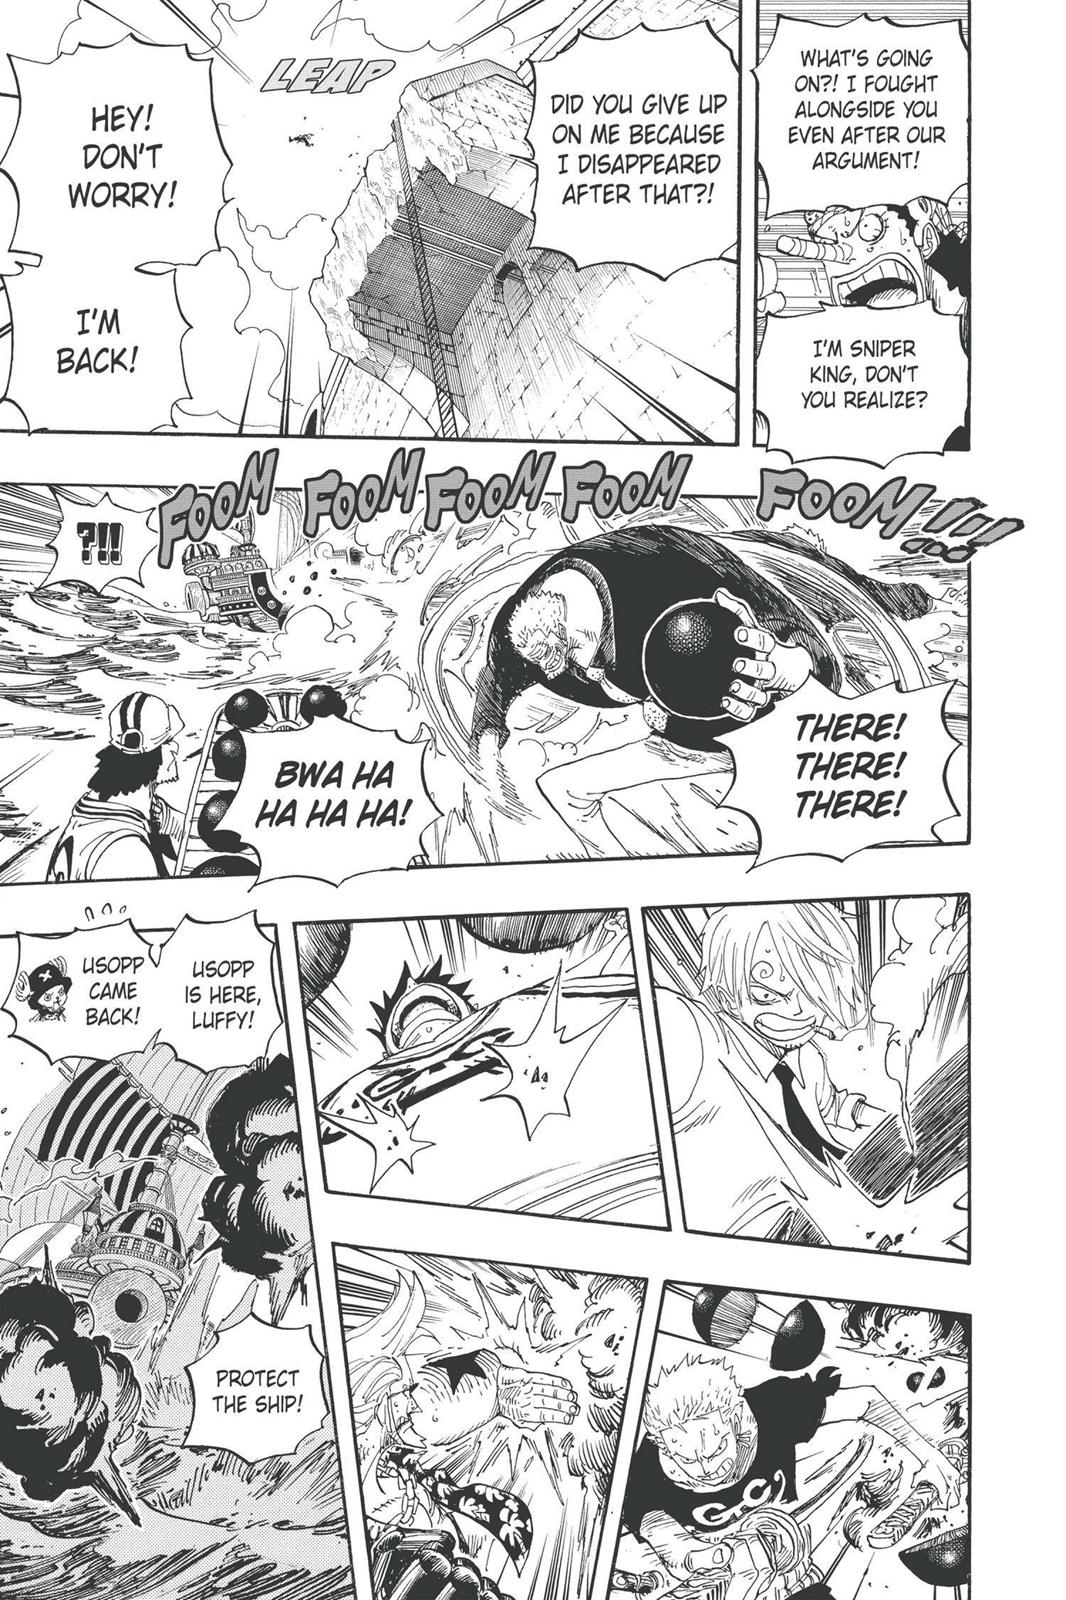 WHAT'S GOING
ON?! I FOUGHT
ALONGSIDE YOU
EVEN AFTER OUR
ARGUMENT!
I'M SNIPER
KING, DON'T
YOU REALIZE?
DID YOU GIVE UP
ON ME BECAUSE
I DISAPPEARED
AFTER THAT?!
LEAP
HEY!
DON'T
WORRY!
I'M
BACK!
FOOM!!!
FOOM
FOOM
FOOM
FOOM
THERE!
THERE!
THERE!
BWA HA
HA HA HA!
?!!
USOPP
IS HERE,
LUFFY!
USOPP
CAME
BACK!
PROTECT
THE SHIP!